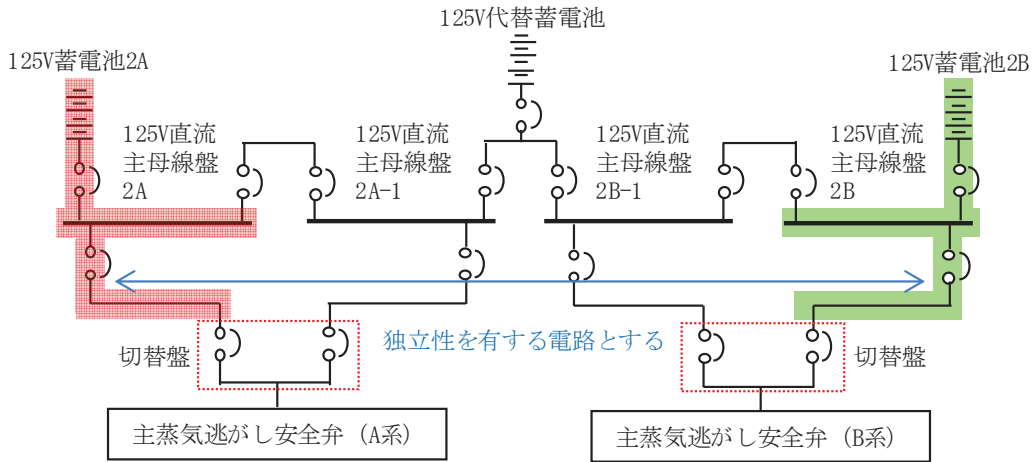 125V代替蓄電池
125V蓄電池2A
125V蓄電池2B
125V直流
主母線盤
2A
125V直流
主母線盤
2A-1
125V直流
主母線盤
2B-1
125V直流
主母線盤
2B
独立性を有する電路とする
切替盤
切替盤
主蒸気逃がし安全弁（A系）
主蒸気逃がし安全弁（B系）